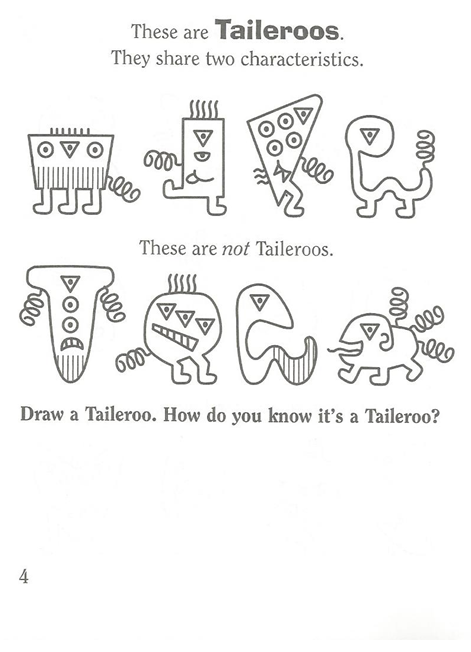 These are Taileroos.
They share two characteristics.
These are not Taileroos.
Draw a Taileroo. How do you know it's a Taileroo?
4